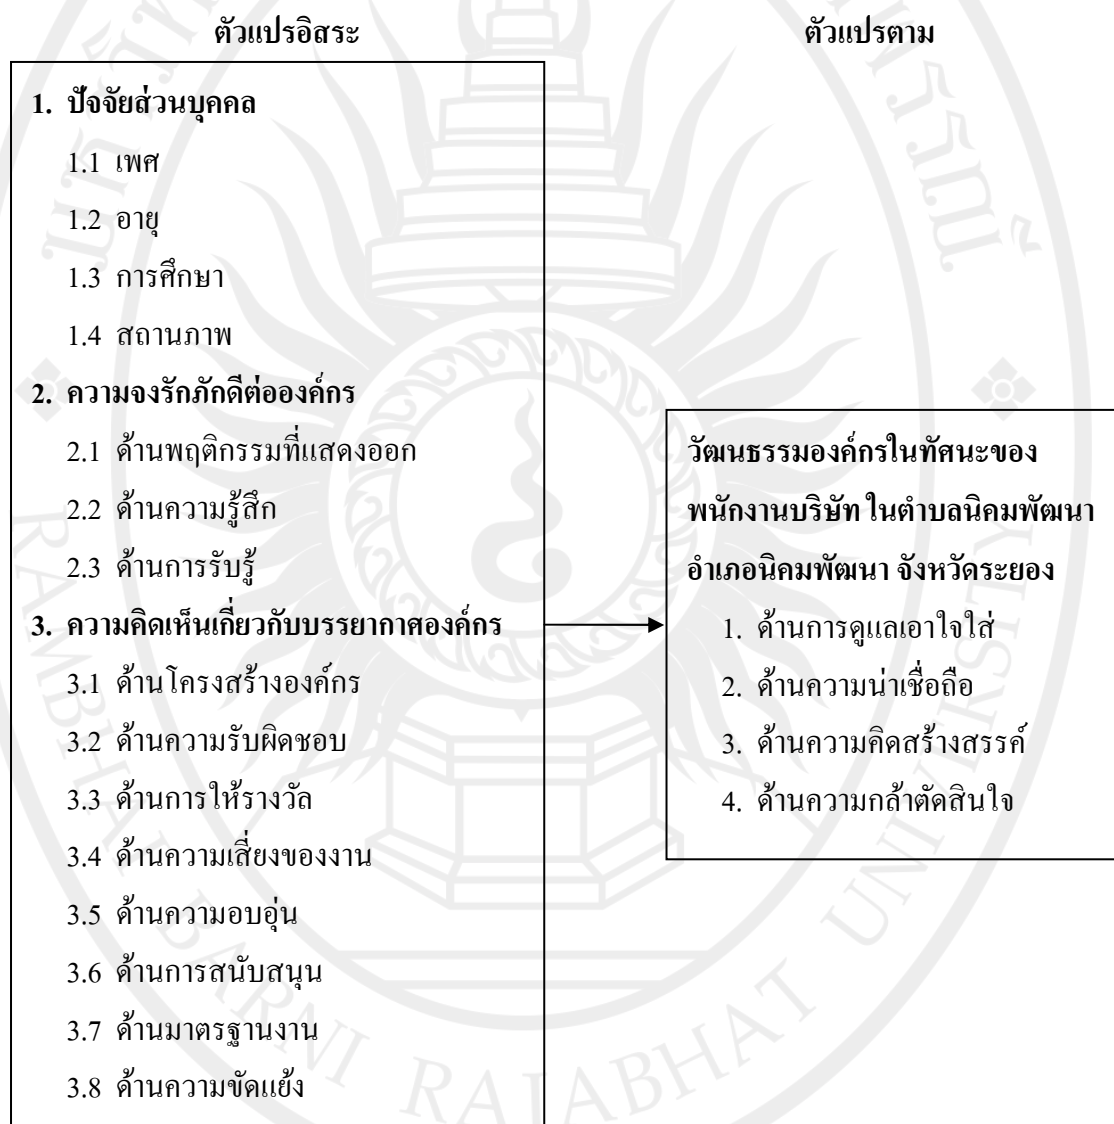 ตัวแปรอิสระ
ตัวแปรตาม
1. ปัจจัยส่วนบุคคล
1.1 เพศ
1.2 อายุ
1.3 การศึกษา
1.4 สถานภาพ
2. ความจงรักภักดีต่อองค์กร
2.1 ด้านพฤติกรรมที่แสดงออก
2.2 ด้านความรู้สึก
2.3 ด้านการรับรู้
3. ความคิดเห็นเกี่ยวกับบรรยากาศองค์กร
3.1 ด้านโครงสร้างองค์กร
3.2 ด้านความรับผิดชอบ
3.3 ด้านการให้รางวัล
3.4 ด้านความเสี่ยงของงาน
3.5 ด้านความอบอุ่น
3.6 ด้านการสนับสนุน
3.7 ด้านมาตรฐานงาน
3.8 ด้านความขัดแย้ง
วัฒนธรรมองค์กรในทัศนะของ
พนักงานบริษัท ในตำบลนิคมพัฒนา
อำเภอนิคมพัฒนา จังหวัดระยอง
1. ด้านการดูแลเอาใจใส่
2. ด้านความน่าเชื่อถือ
3. ด้านความคิดสร้างสรรค์
4. ด้านความกล้าตัดสินใจ
RAMBHAI BARNI RAJABHAT UNIVERSITY